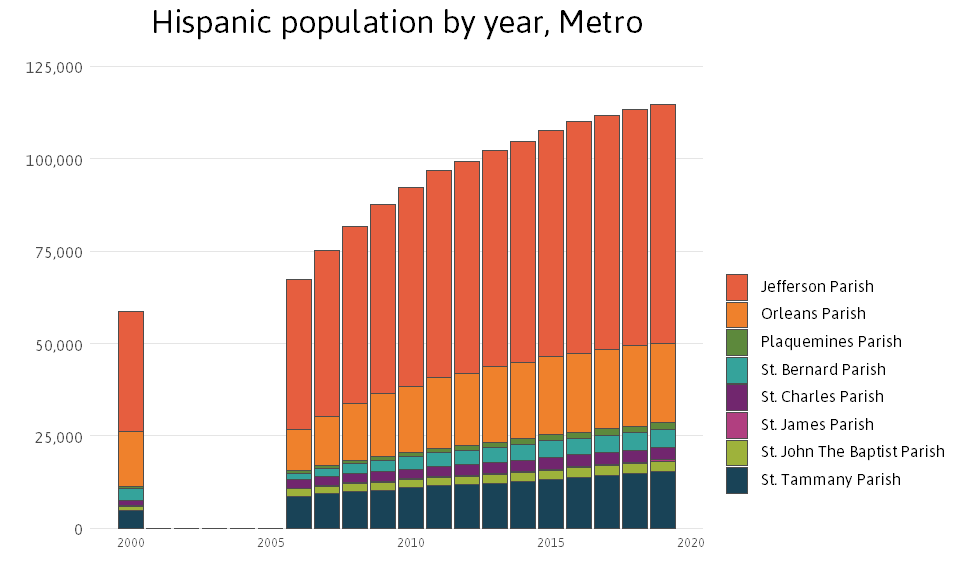 Hispanic population by year, Metro
125,000
100,000
75,000
50,000
25,000
0
2000
2005
2010
2015
2020
Jefferson Parish
Orleans Parish
Plaquemines Parish
St. Bernard Parish
St. Charles Parish
St. James Parish
St. John The Baptist Parish
St. Tammany Parish